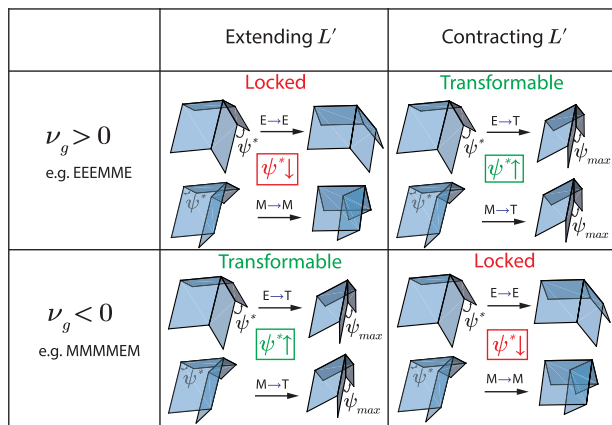 Extending L′
Contracting L′
ν_g > 0
e.g. EEEMME
Locked
E→E
ψ*
ψ*↓
ψ*
M→M
Transformable
E→T
ψ*
ψ_max
ψ*↑
ψ*
M→T
ψ_max
ν_g < 0
e.g. MMMMEM
Transformable
E→T
ψ*
ψ_max
ψ*↑
ψ*
M→T
ψ_max
Locked
E→E
ψ*
ψ*↓
ψ*
M→M